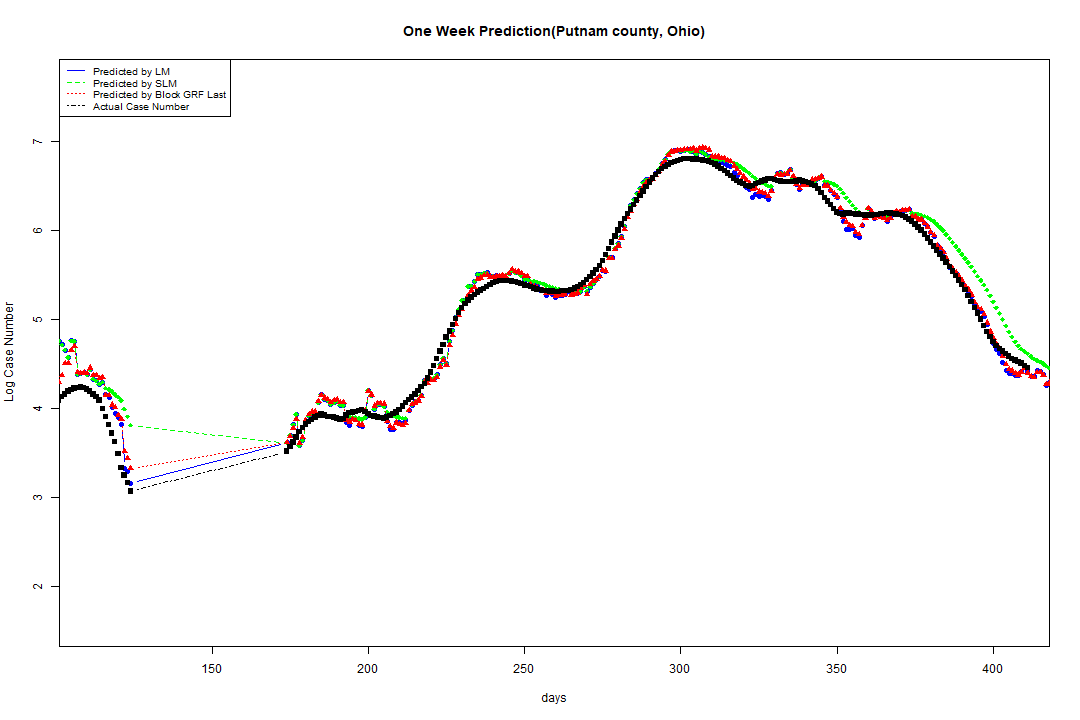 One Week Prediction(Putnam county, Ohio)
Predicted by LM
Predicted by SLM
Predicted by Block GRF Last
Actual Case Number
7
6
5
4
3
2
Log Case Number
150 200 250 300 350 400
days